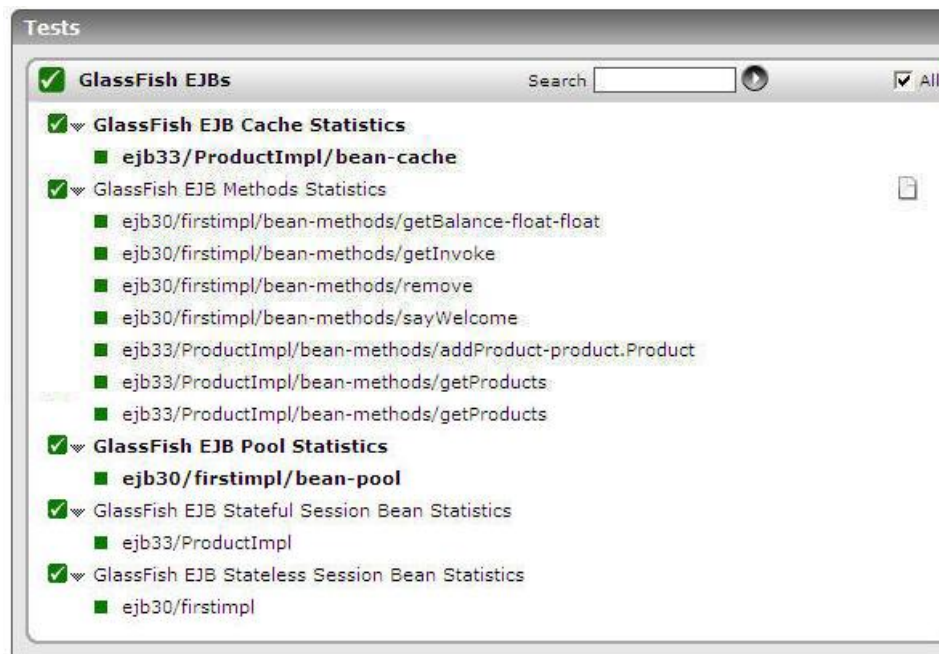 Tests
GlassFish EJBs Search All
GlassFish EJB Cache Statistics
ejb33/ProductImpl/bean-cache
GlassFish EJB Methods Statistics
ejb30/firstimpl/bean-methods/getBalance-float-float
ejb30/firstimpl/bean-methods/getInvoke
ejb30/firstimpl/bean-methods/remove
ejb30/firstimpl/bean-methods/sayWelcome
ejb33/ProductImpl/bean-methods/addProduct-product.Product
ejb33/ProductImpl/bean-methods/getProducts
ejb33/ProductImpl/bean-methods/getProducts
GlassFish EJB Pool Statistics
ejb30/firstimpl/bean-pool
GlassFish EJB Stateful Session Bean Statistics
ejb33/ProductImpl
GlassFish EJB Stateless Session Bean Statistics
ejb30/firstimpl